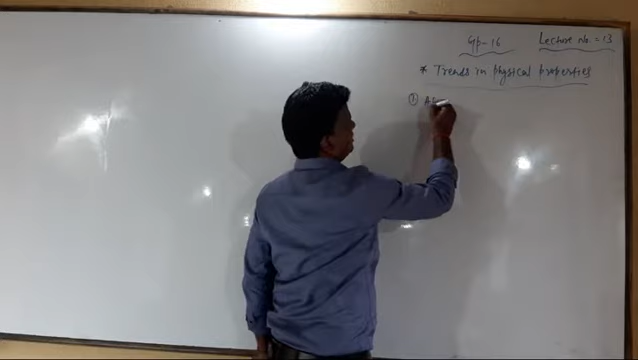 Gp-16
Lecture No. = 13
* Trends in physical properties
①